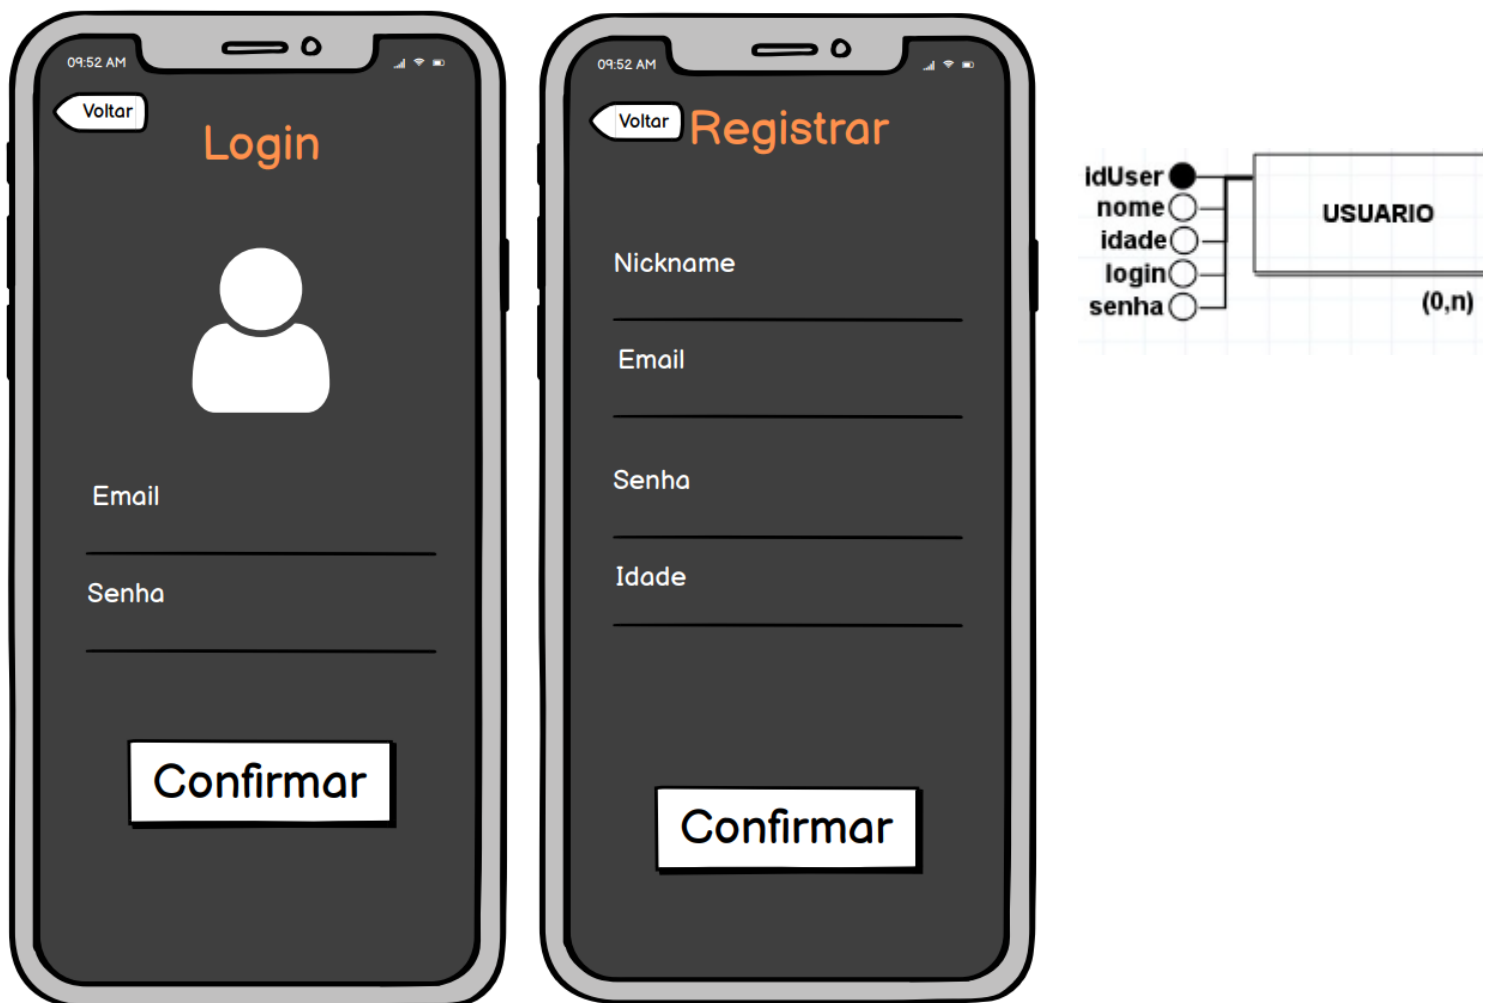 09:52 AM
Voltar
Login
Email
Senha
Confirmar
09:52 AM
Voltar
Registrar
Nickname
Email
Senha
Idade
Confirmar
idUser
nome
idade
login
senha
USUARIO
(0,n)